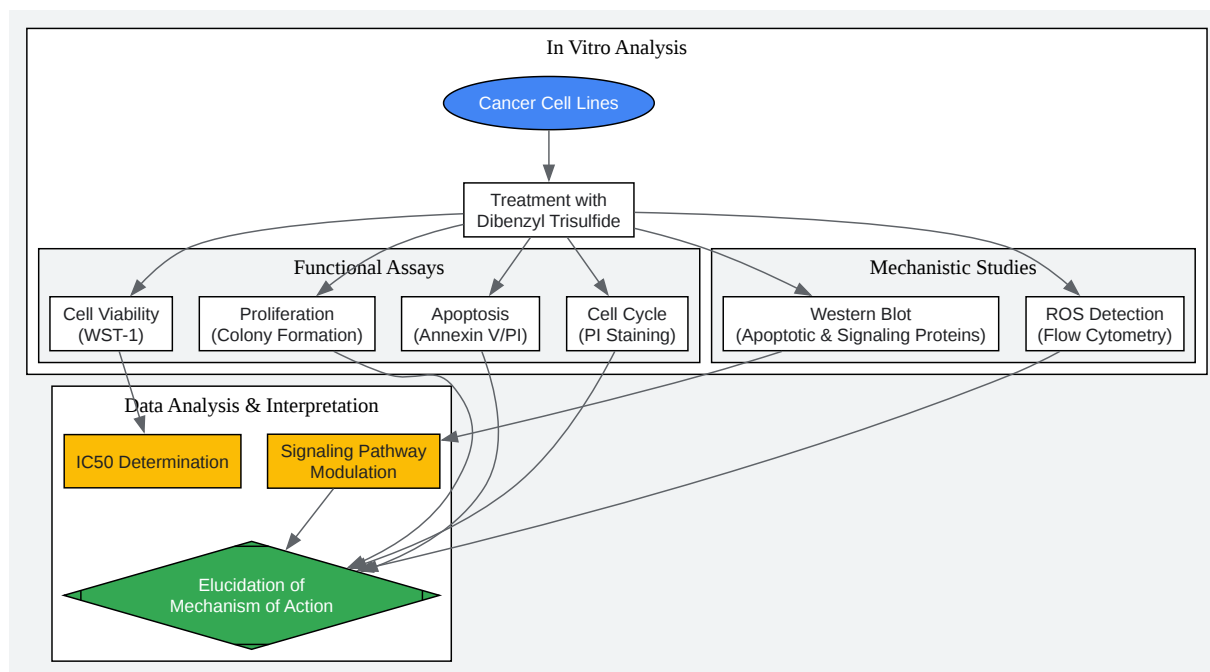 In Vitro Analysis
Cancer Cell Lines
Treatment with
Dibenzyl Trisulfide
Functional Assays
Mechanistic Studies
Cell Viability
(WST-1)
Proliferation
(Colony Formation)
Apoptosis
(Annexin V/PI)
Cell Cycle
(PI Staining)
Western Blot
(Apoptotic & Signaling Proteins)
ROS Detection
(Flow Cytometry)
Data Analysis & Interpretation
IC50 Determination
Signaling Pathway
Modulation
Elucidation of
Mechanism of Action